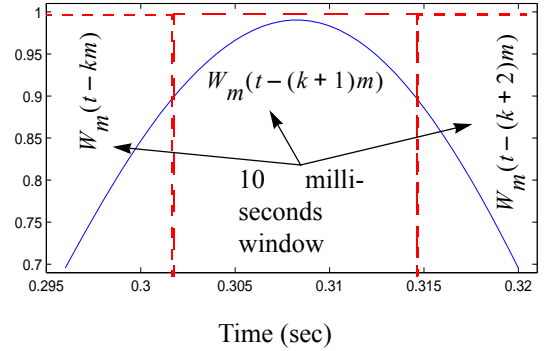 1
0.95
0.9
0.85
0.8
0.75
0.7
0.295
0.3
0.305
0.31
0.315
0.32
W_m(t – km)
W_m(t – (k + 1)m)
W_m(t – (k + 2)m)
10 milli-
seconds
window
Time (sec)